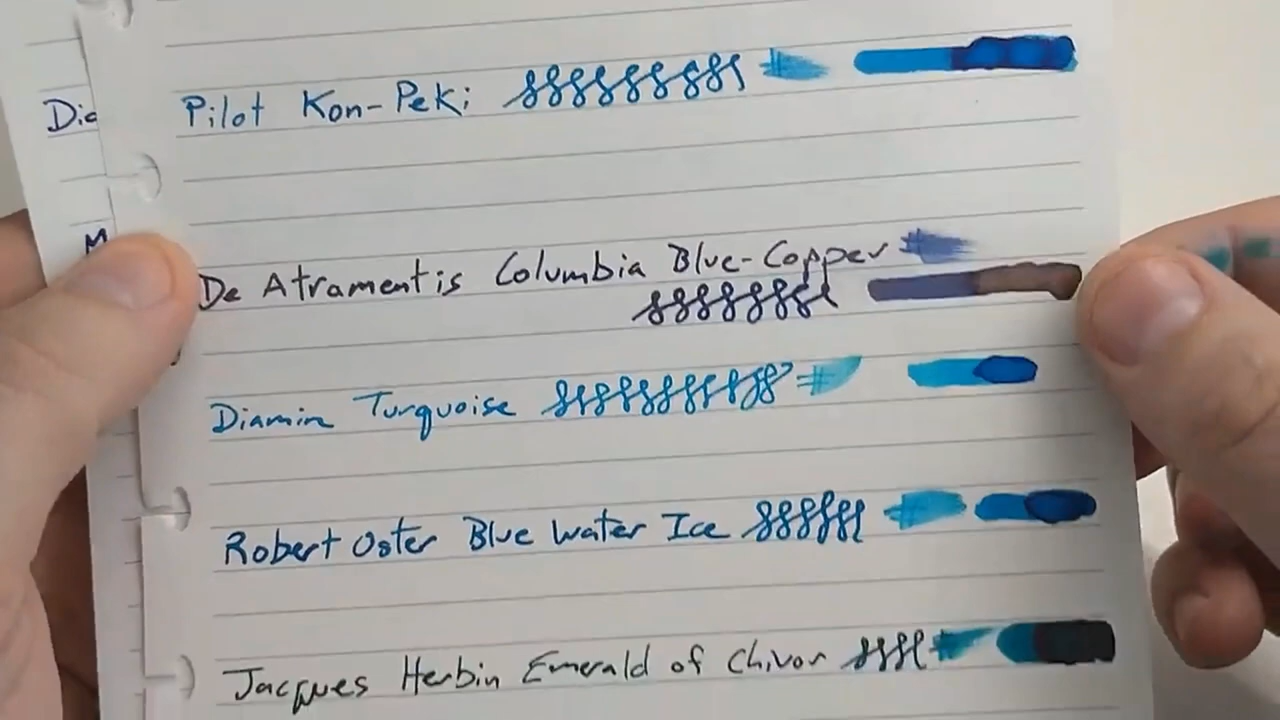 Pilot Kon-Peki
Dia
M
De Atramentis Columbia Blue-Copper
Diamin Turquoise
Robert Oster Blue Water Ice
Jacques Herbin Emerald of Chivor